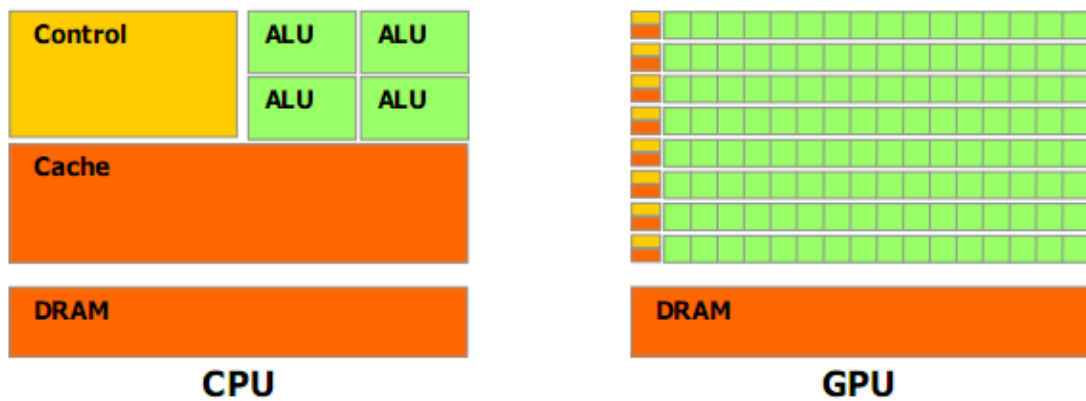 Control
ALU
ALU
ALU
ALU
Cache
DRAM
CPU
DRAM
GPU